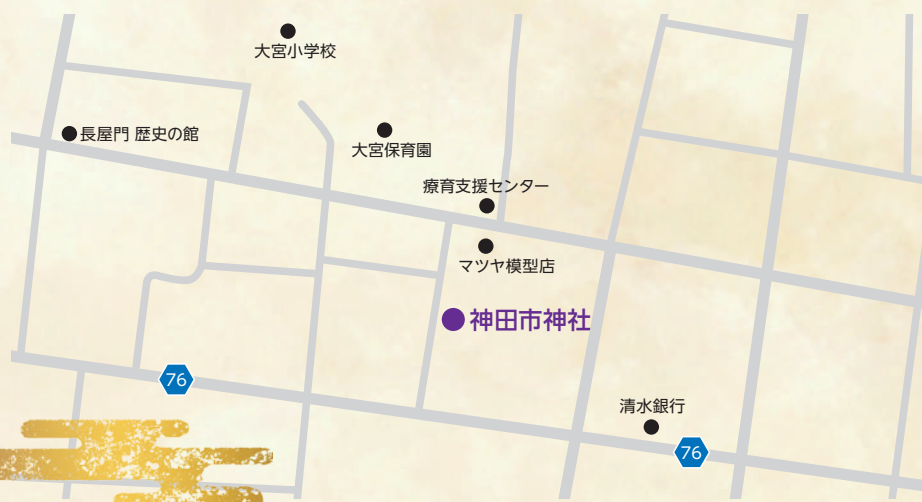 大宮小学校
長屋門 歴史の館
大宮保育園
療育支援センター
マツヤ模型店
神田市神社
76
清水銀行
76